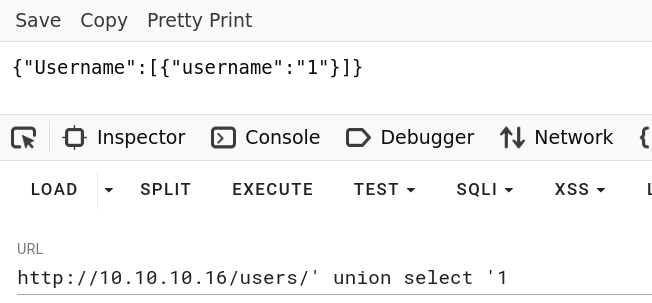 Save Copy Pretty Print
{"Username":[{"username":"1"}]}
Inspector Console Debugger Network {
LOAD SPLIT EXECUTE TEST SQLI XSS L
URL
http://10.10.10.16/users/' union select '1